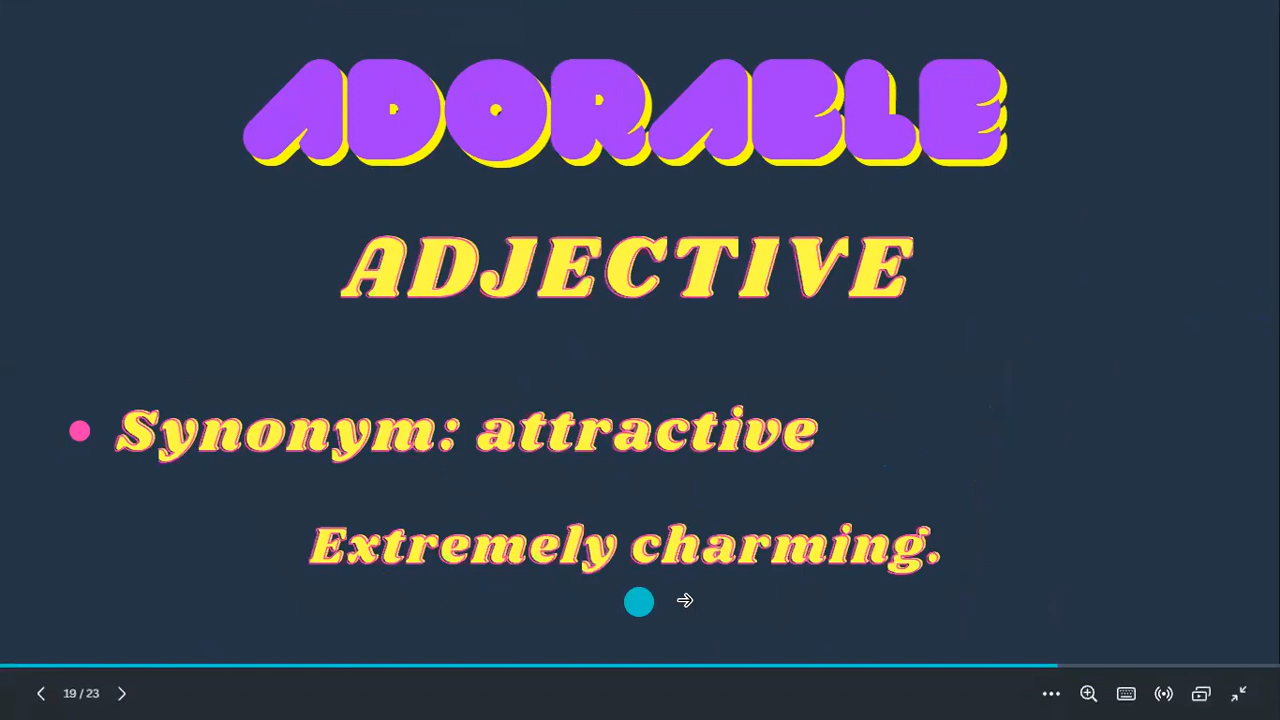 ADORABLE
ADJECTIVE
Synonym: attractive
Extremely charming.
19 / 23